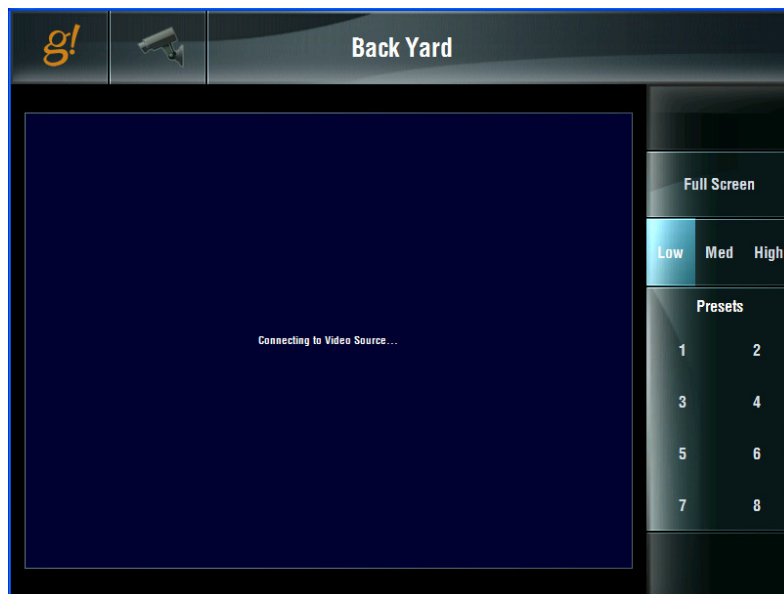 g!
Back Yard
Full Screen
Low Med High
Connecting to Video Source...
Presets
1 2
3 4
5 6
7 8